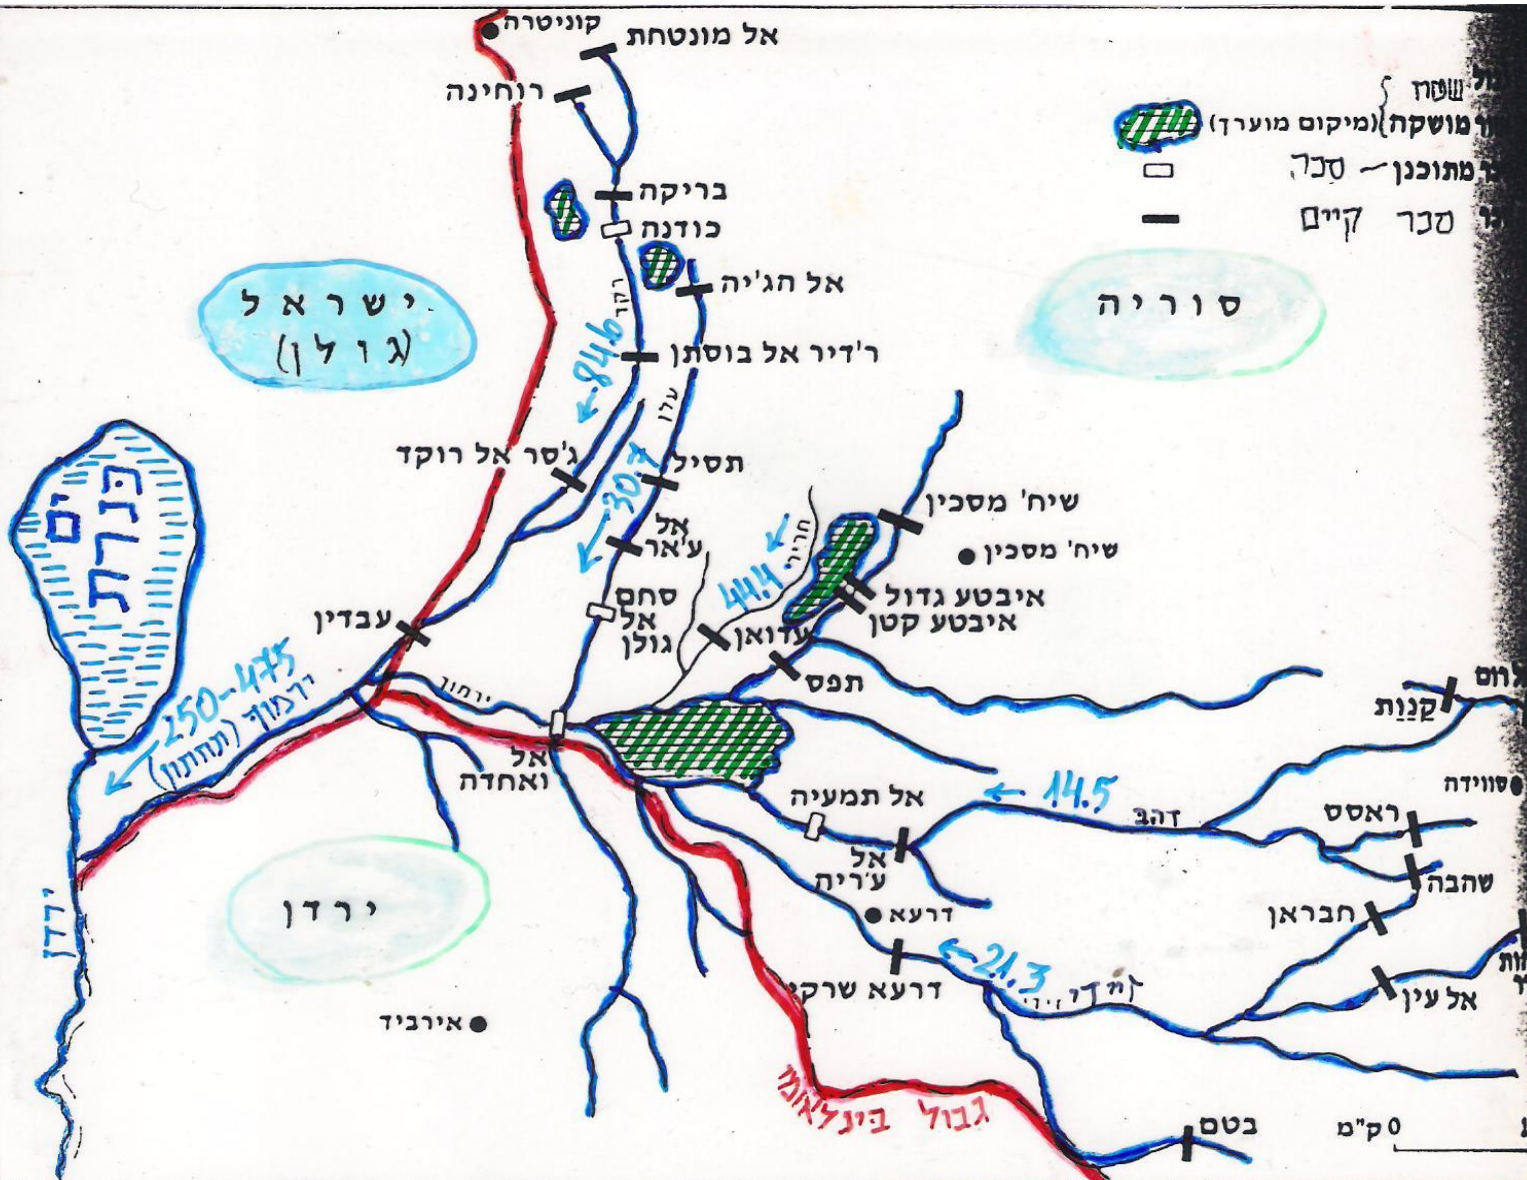 קוניטרה
אל מונטחת
רוחינה
שטח
מושקה (מיקום מוערך)
מתוכנן - סכר
סכר קיים
בריקה
כודנה
אל חג'יה
רקד
ישראל
(גולן)
סוריה
84.6
ר'דיר אל בוסתן
עלן
ג'סר אל רוקד
תסיל
30.7
שיח' מסכין
שיח' מסכין
אל
ע'אר
חריר
44.4
איבטע גדול
איבטע קטן
סחם
אל
גולן
עדואן
עבדין
תפס
ים
כנרת
250-475
ירמוך (תחתון)
ירמוך
קַנַוַת
אל
ואחדה
סווידה
אל תמעיה
14.5
דהב
ראסס
אל
ע'ריה
שהבה
ירדן
דרעא
חבראן
ירדן
21.3
דרעא שרקי
אל עין
אירביד
גבול בינלאומי
בטם
0 ק"מ